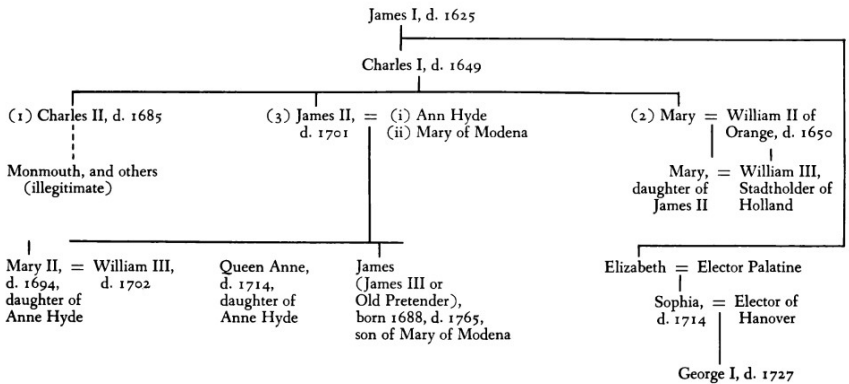 James I, d. 1625
Charles I, d. 1649
(1) Charles II, d. 1685
(3) James II, = (i) Ann Hyde
d. 1701 (ii) Mary of Modena
(2) Mary = William II of
Orange, d. 1650
Monmouth, and others
(illegitimate)
Mary, = William III,
daughter of Stadtholder of
James II Holland
Mary II, = William III,
d. 1694, d. 1702
daughter of
Anne Hyde
Queen Anne,
d. 1714,
daughter of
Anne Hyde
James
(James III or
Old Pretender),
born 1688, d. 1765,
son of Mary of Modena
Elizabeth = Elector Palatine
Sophia, = Elector of
d. 1714 Hanover
George I, d. 1727